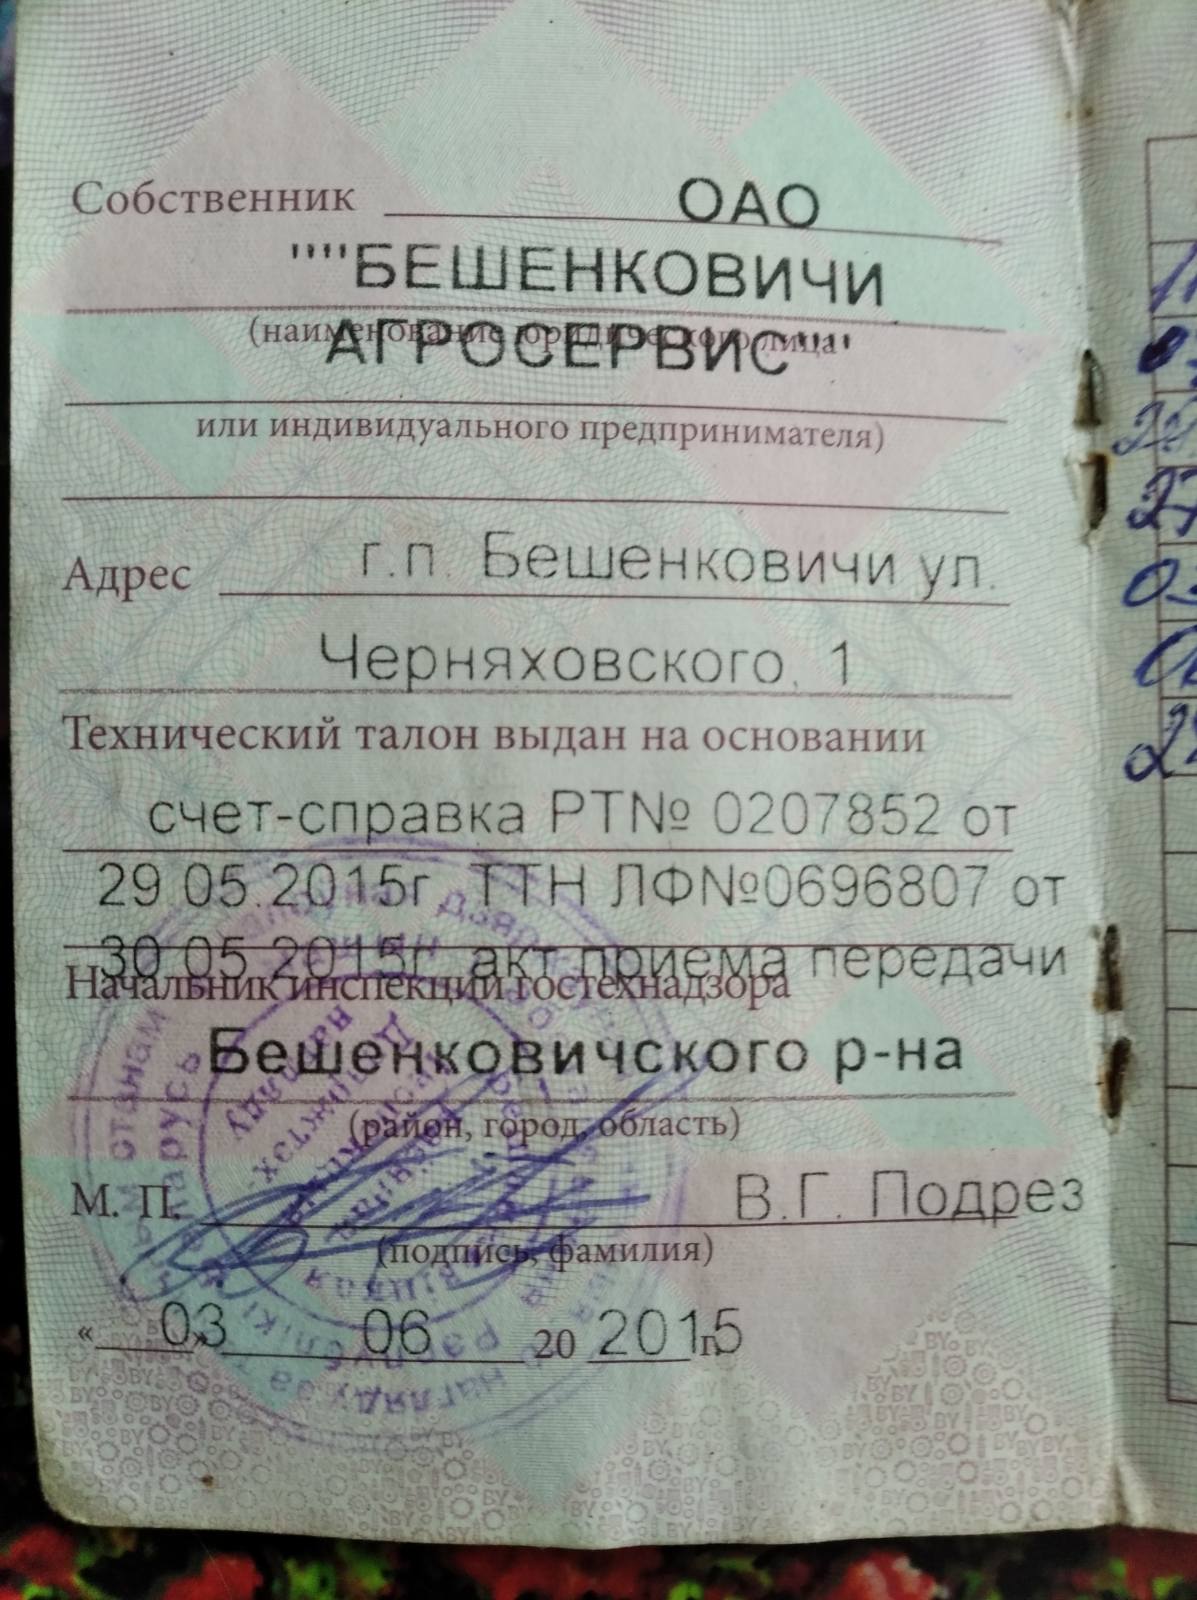 Собственник ОАО
""БЕШЕНКОВИЧИ
(наименование юридического лица
АГРОСЕРВИС""
или индивидуального предпринимателя)
Адрес г.п. Бешенковичи ул.
Черняховского, 1
Технический талон выдан на основании
счет-справка РТ№ 0207852 от
29.05.2015г ТТН ЛФ№0696807 от
30.05.2015г акт приема передачи
Начальник инспекции гостехнадзора
Бешенковичского р-на
(район, город, область)
М. П. В.Г. Подрез
(подпись, фамилия)
« 03 » 06 20 2015 г.